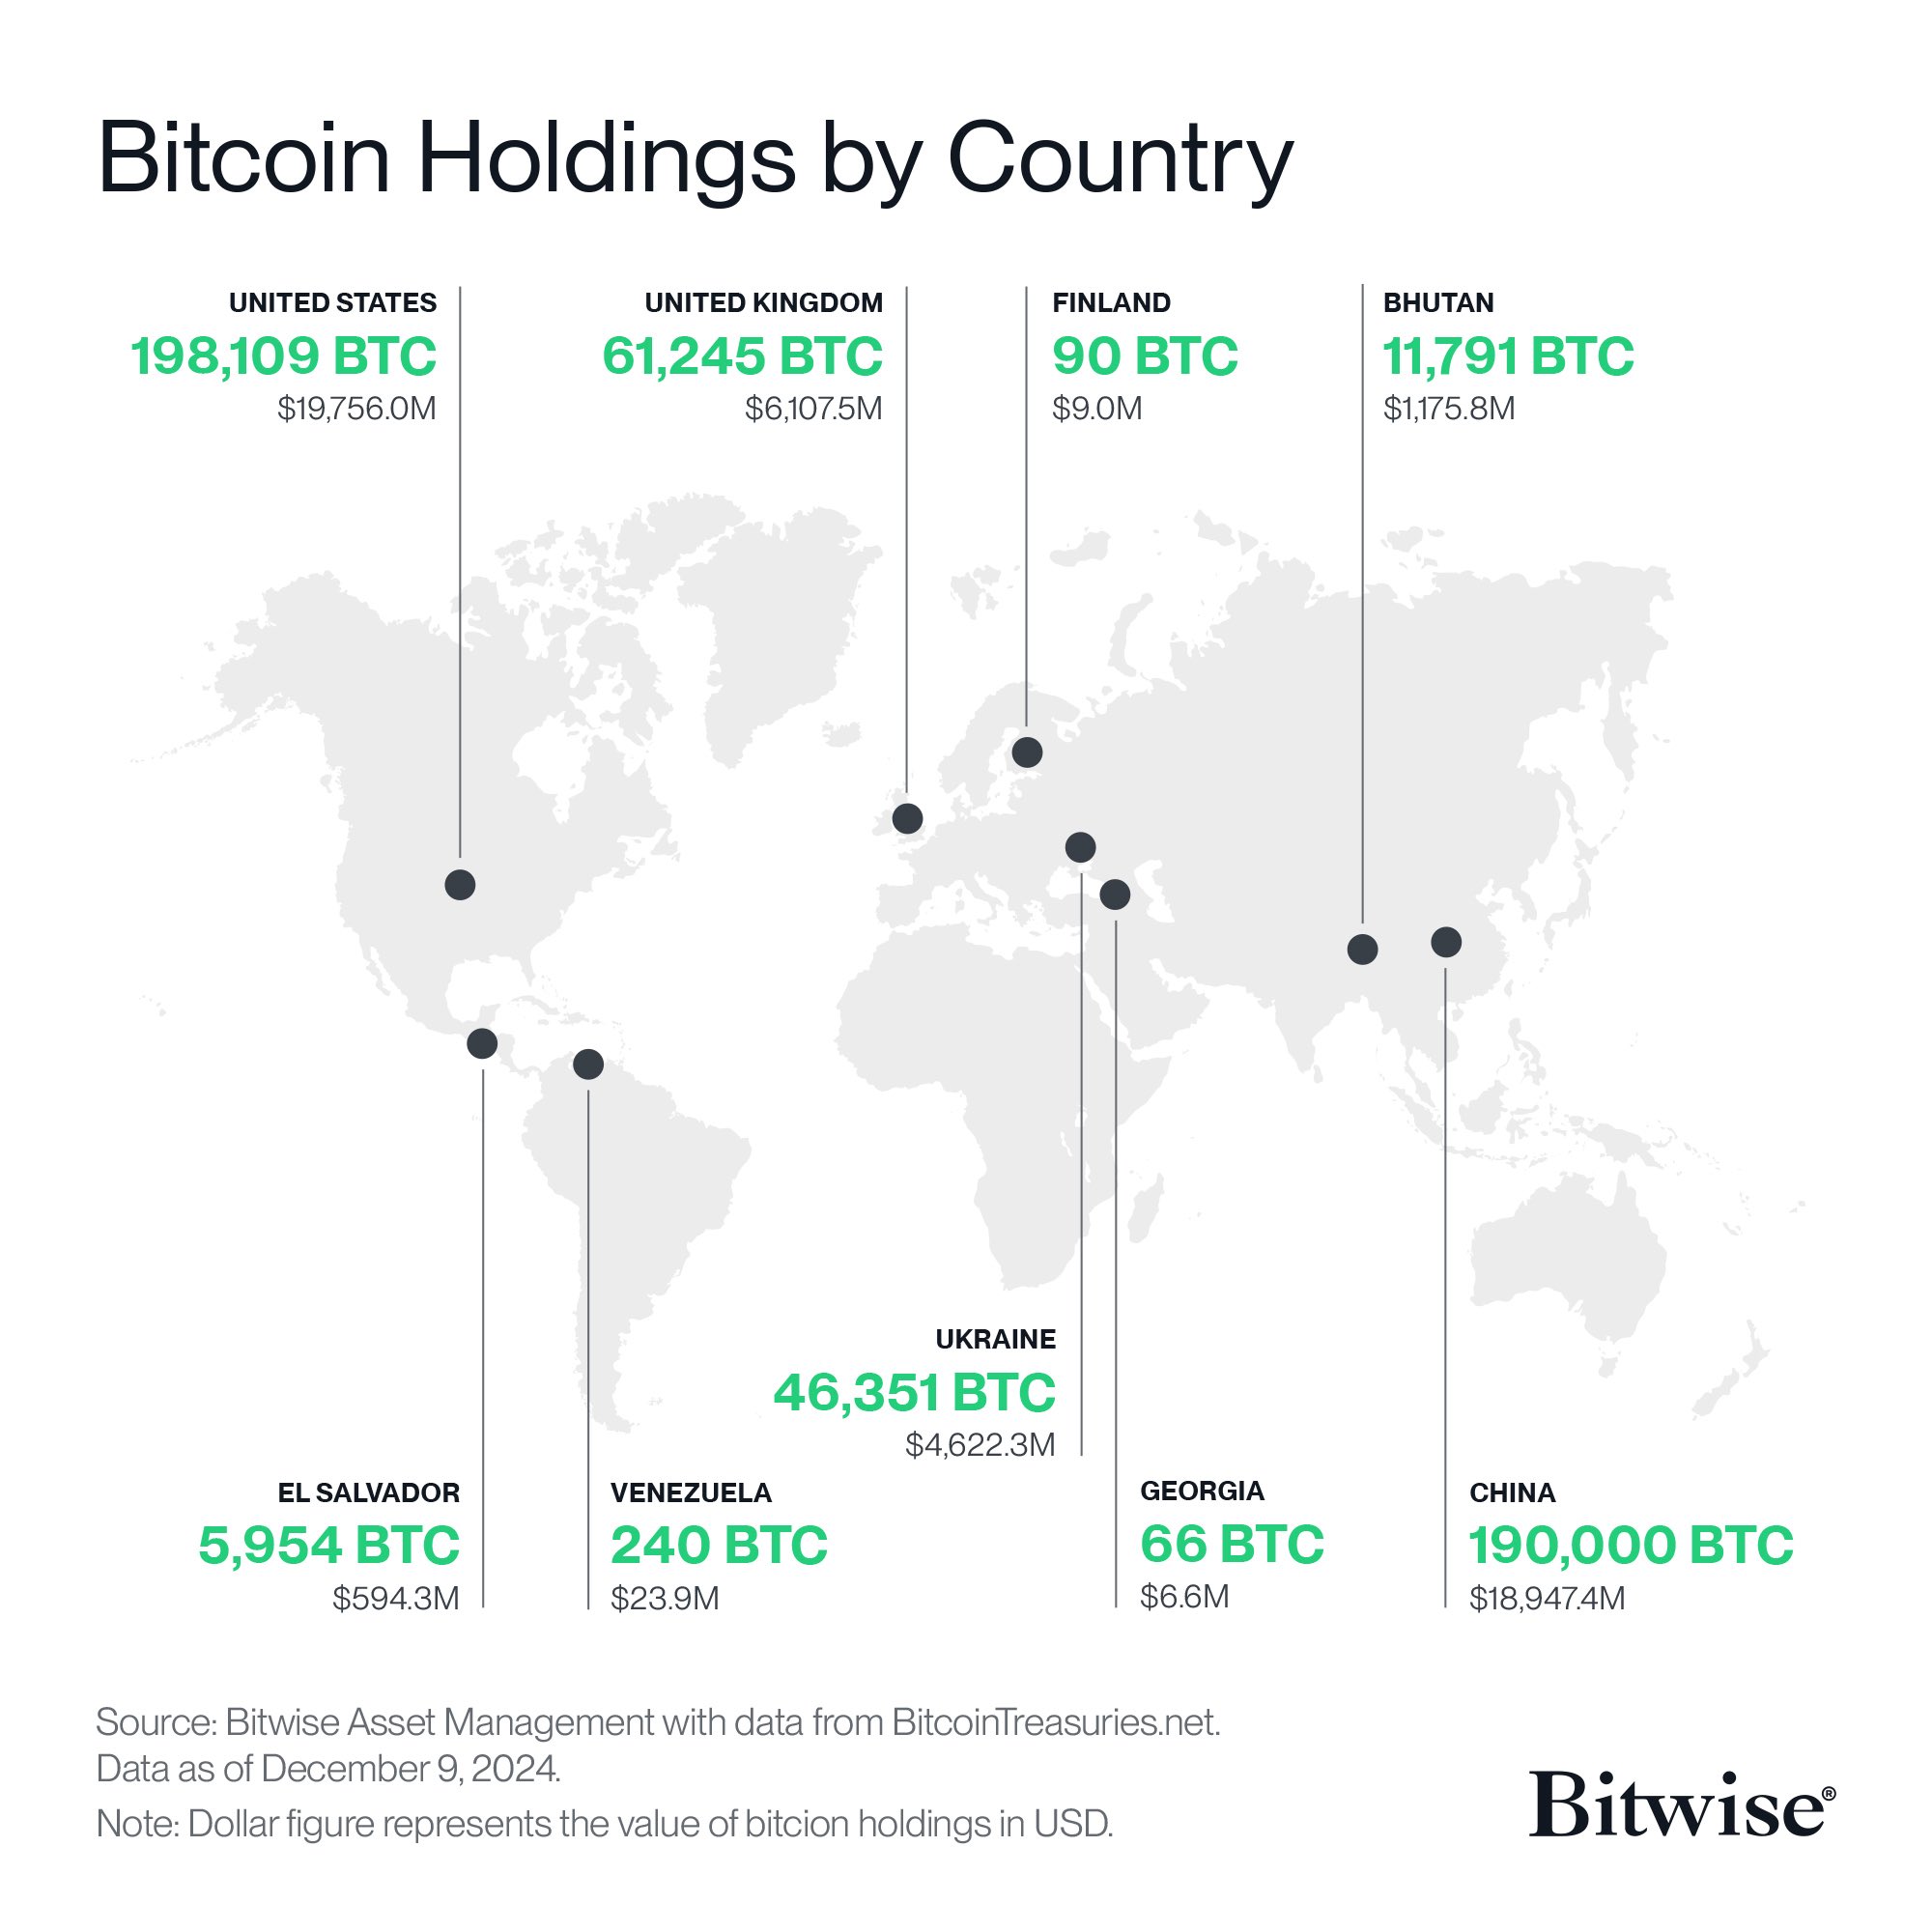 Bitcoin Holdings by Country
UNITED STATES
198,109 BTC
$19,756.0M
UNITED KINGDOM
61,245 BTC
$6,107.5M
FINLAND
90 BTC
$9.0M
BHUTAN
11,791 BTC
$1,175.8M
UKRAINE
46,351 BTC
$4,622.3M
EL SALVADOR
5,954 BTC
$594.3M
VENEZUELA
240 BTC
$23.9M
GEORGIA
66 BTC
$6.6M
CHINA
190,000 BTC
$18,947.4M
Source: Bitwise Asset Management with data from BitcoinTreasuries.net.
Data as of December 9, 2024.
Note: Dollar figure represents the value of bitcion holdings in USD.
Bitwise®